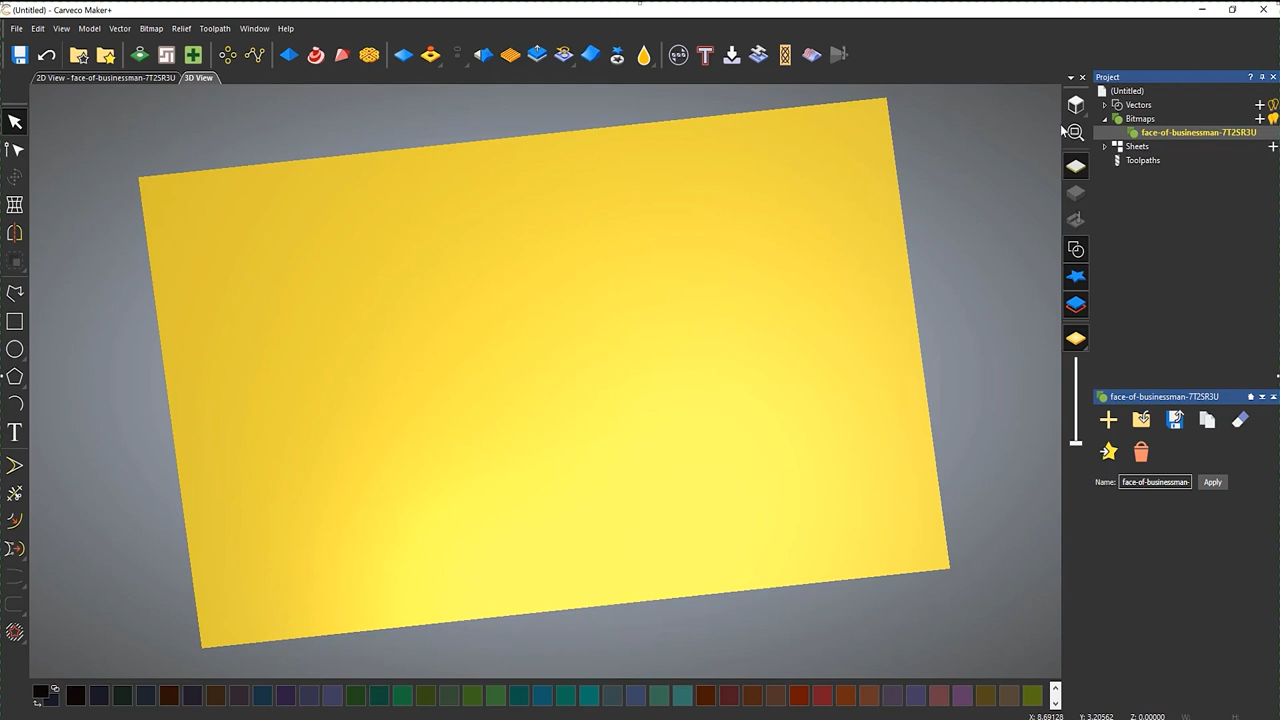 (Untitled) - Carveco Maker+
File Edit View Model Vector Bitmap Relief Toolpath Window Help
2D View - face-of-businessman-7T2SR3U 3D View
Project
(Untitled)
Vectors
Bitmaps
face-of-businessman-7T2SR3U
Sheets
Toolpaths
face-of-businessman-7T2SR3U
Name: face-of-businessman- Apply
X: 8.69128 Y: 3.20562 Z: 0.00000 W: H: